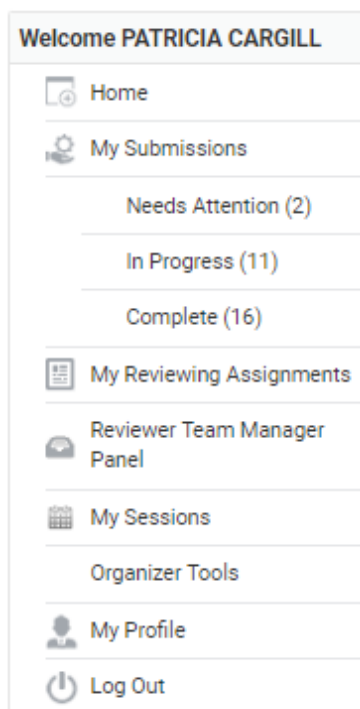 Welcome PATRICIA CARGILL
Home
My Submissions
Needs Attention (2)
In Progress (11)
Complete (16)
My Reviewing Assignments
Reviewer Team Manager
Panel
My Sessions
Organizer Tools
My Profile
Log Out